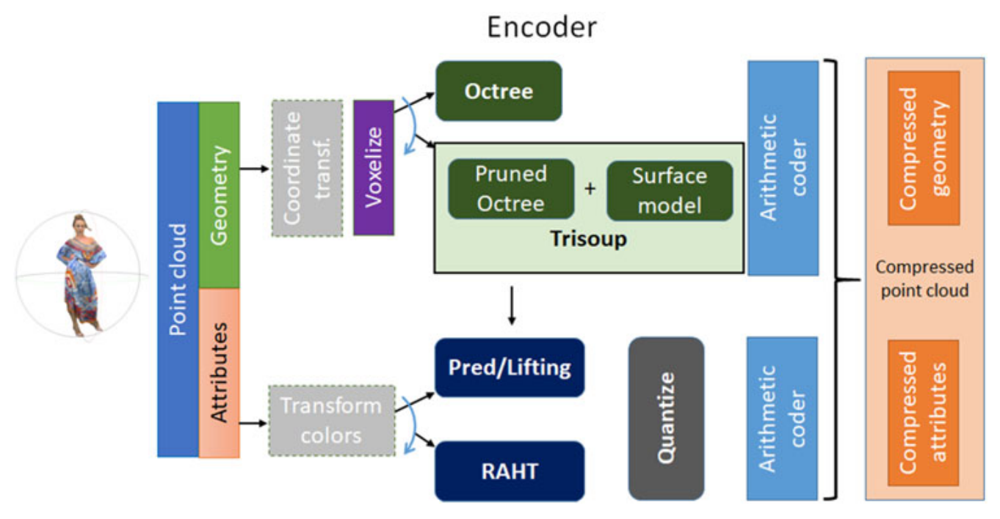 Encoder
Point cloud
Geometry
Attributes
Coordinate
transf.
Voxelize
Octree
Pruned
Octree
+
Surface
model
Trisoup
Arithmetic
coder
Transform
colors
Pred/Lifting
RAHT
Quantize
Arithmetic
coder
Compressed
geometry
Compressed
point cloud
Compressed
attributes